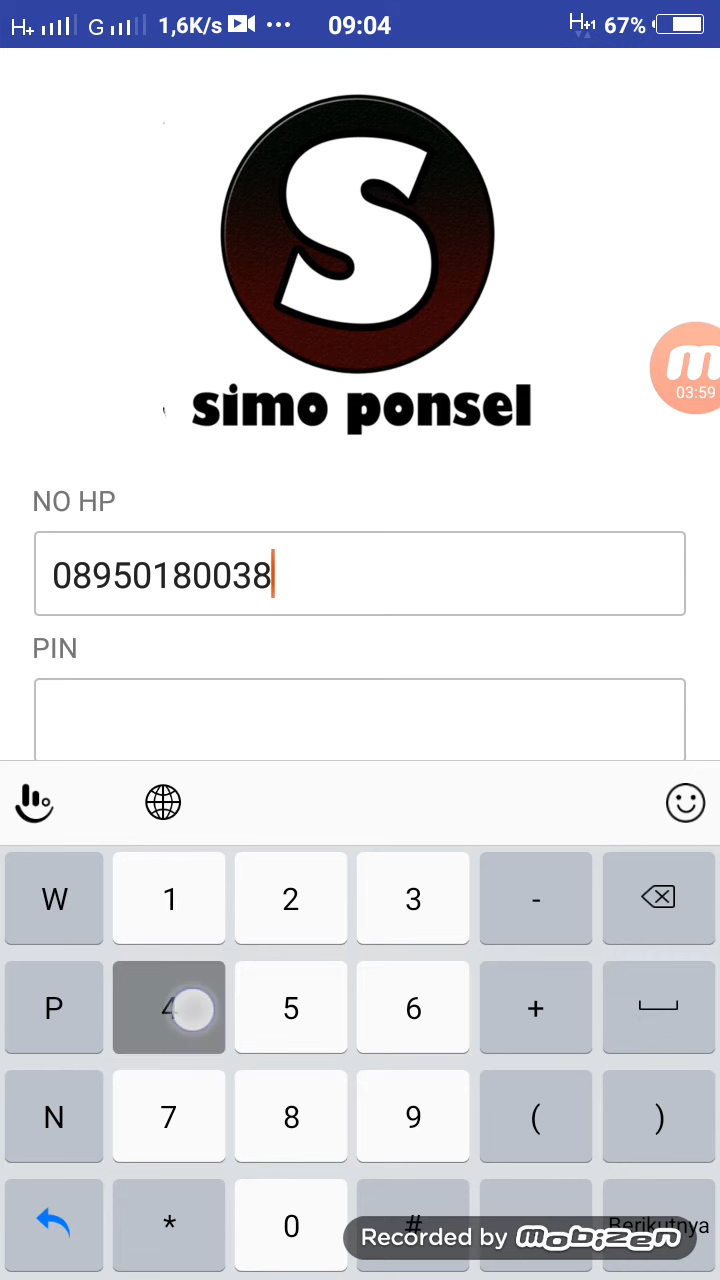 H+ G 1,6K/s ••• 09:04 H+1 67%
S
simo ponsel
m
03:59
NO HP
08950180038
PIN
W 1 2 3 -
P 4 5 6 +
N 7 8 9 ( )
* 0 # Berikutnya
Recorded by mobizen